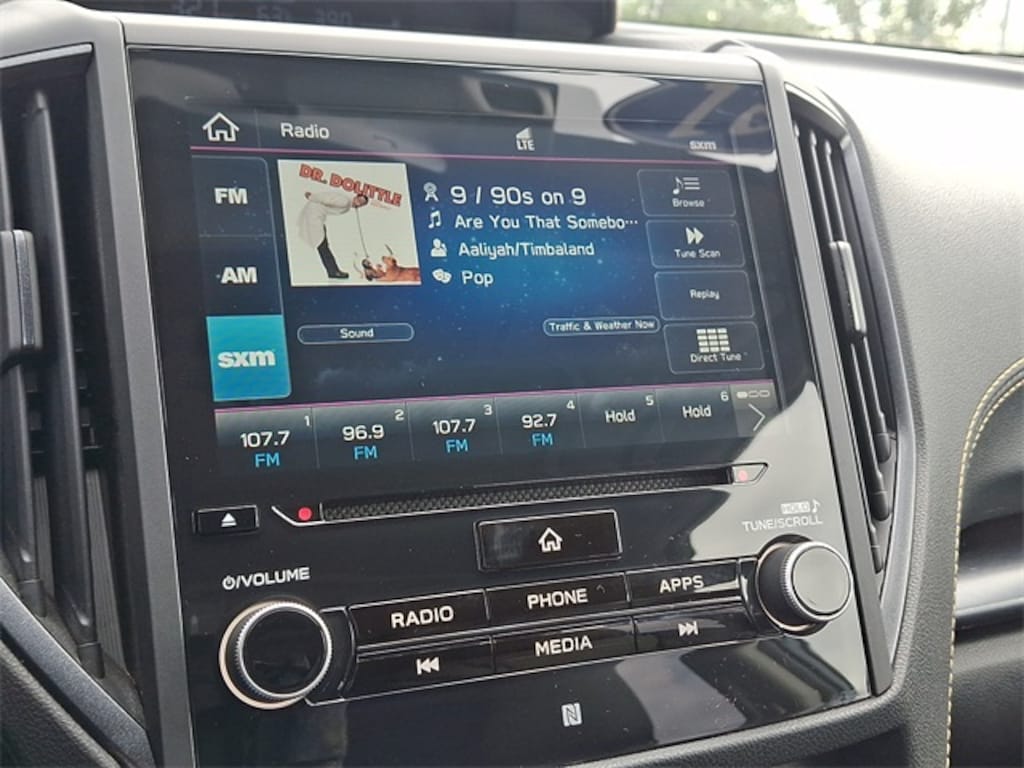 Radio
LTE
sxm
FM
DR. DOLITTLE
9 / 90s on 9
Are You That Somebo...
Aaliyah/Timbaland
Pop
Browse
Tune Scan
Replay
Direct Tune
AM
sxm
Sound
Traffic & Weather Now
1
107.7
FM
2
96.9
FM
3
107.7
FM
4
92.7
FM
5
Hold
6
Hold
HOLD
TUNE/SCROLL
/VOLUME
RADIO
PHONE
APPS
MEDIA
N